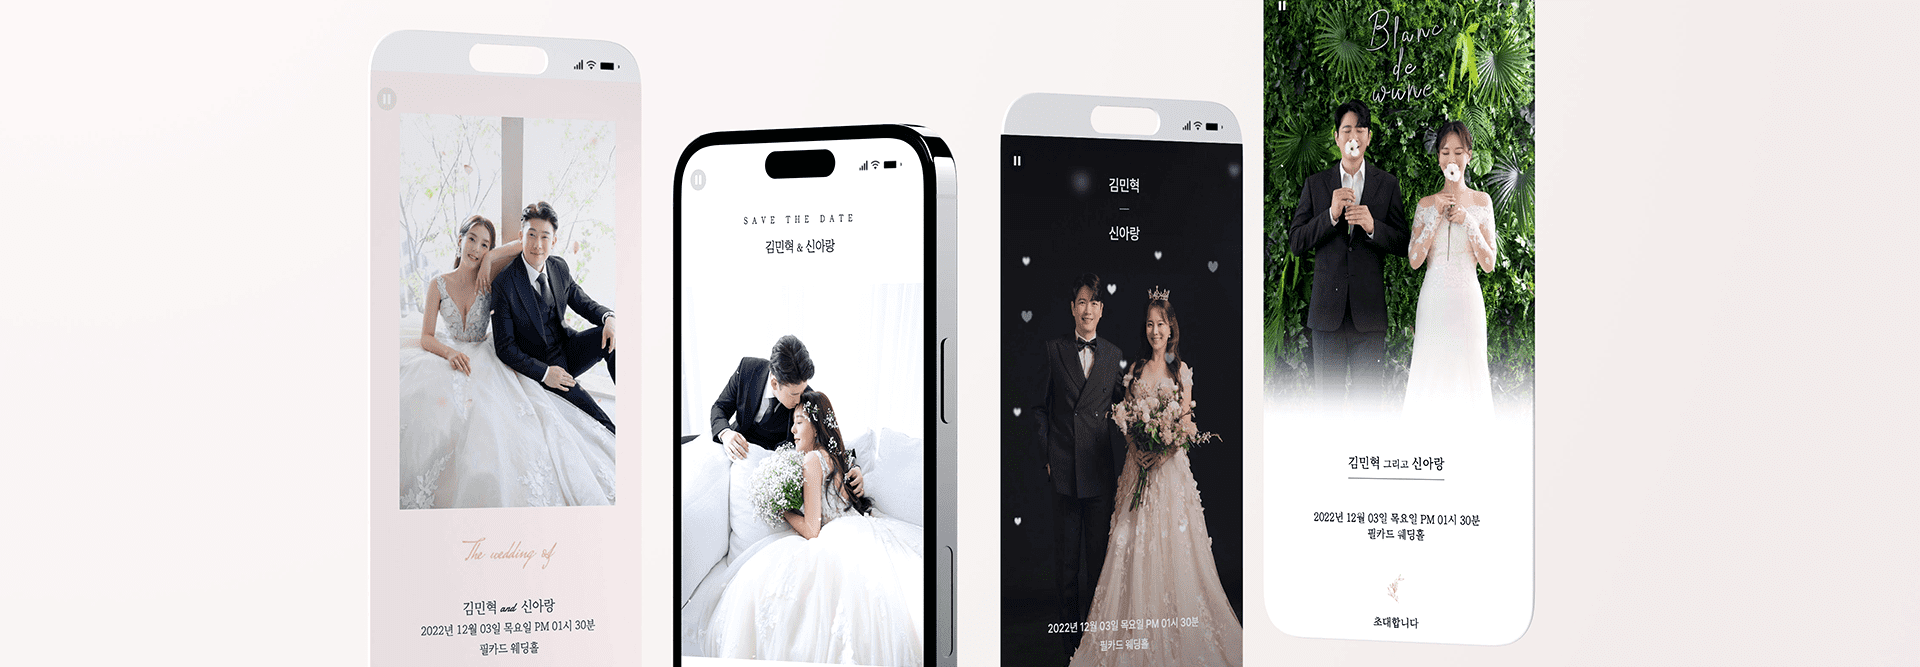 The wedding of
김민혁 and 신아랑
2022년 12월 03일 목요일 PM 01시 30분
필카드 웨딩홀
SAVE THE DATE
김민혁 & 신아랑
김민혁
신아랑
2022년 12월 03일 목요일 PM 01시 30분
필카드 웨딩홀
Blanc
de
wune
김민혁 그리고 신아랑
2022년 12월 03일 목요일 PM 01시 30분
필카드 웨딩홀
초대합니다